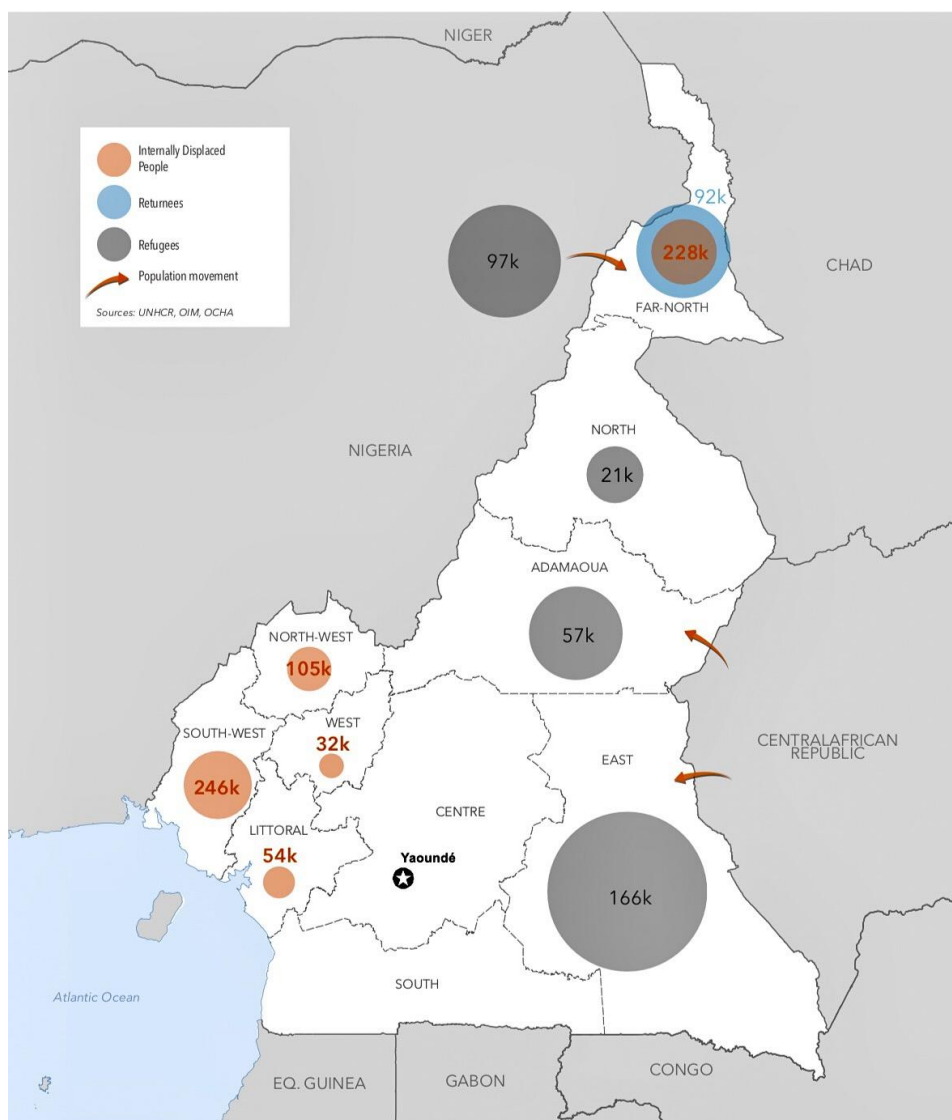 NIGER
Internally Displaced
People
Returnees
Refugees
Population movement
Sources: UNHCR, OIM, OCHA
92k
97k
228k
CHAD
FAR-NORTH
NORTH
NIGERIA
21k
ADAMAOUA
57k
NORTH-WEST
105k
WEST
SOUTH-WEST
32k
CENTRALAFRICAN
REPUBLIC
EAST
246k
CENTRE
LITTORAL
54k
Yaoundé
166k
SOUTH
Atlantic Ocean
CONGO
EQ. GUINEA
GABON